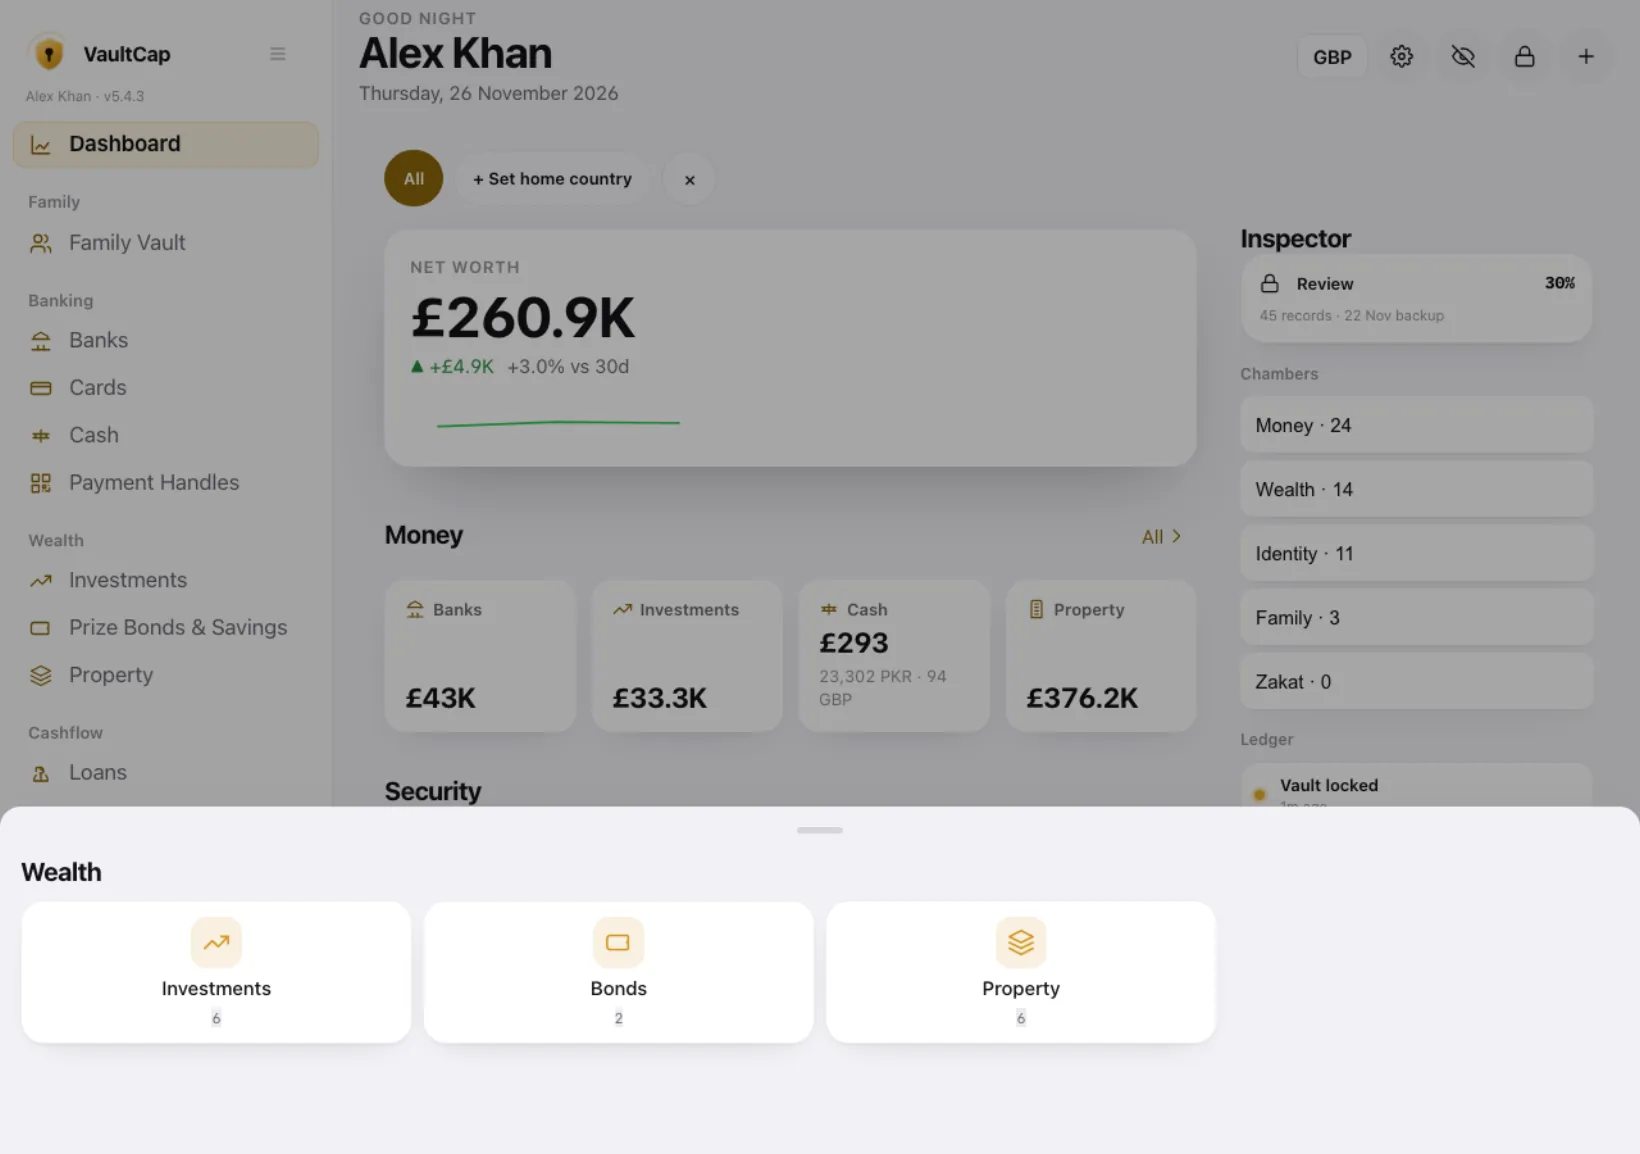 VaultCap
Alex Khan · v5.4.3
Dashboard
Family
Family Vault
Banking
Banks
Cards
Cash
Payment Handles
Wealth
Investments
Prize Bonds & Savings
Property
Cashflow
Loans
GOOD NIGHT
Alex Khan
Thursday, 26 November 2026
GBP
All
+ Set home country
×
NET WORTH
£260.9K
▲ +£4.9K +3.0% vs 30d
Money
All >
Banks
£43K
Investments
£33.3K
Cash
£293
23,302 PKR · 94
GBP
Property
£376.2K
Security
Inspector
Review 30%
45 records · 22 Nov backup
Chambers
Money · 24
Wealth · 14
Identity · 11
Family · 3
Zakat · 0
Ledger
Vault locked
1m ago
Wealth
Investments
6
Bonds
2
Property
6